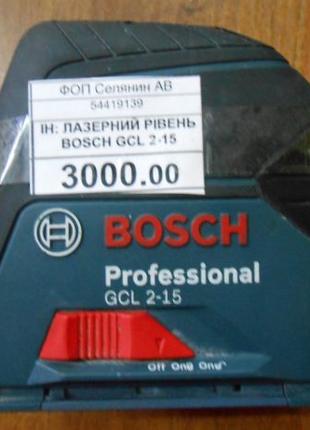 ФОП Селянин АВ
54419139
ІН: ЛАЗЕРНИЙ РІВЕНЬ
BOSCH GCL 2-15
3000.00
BOSCH
Professional
GCL 2-15
Off On On